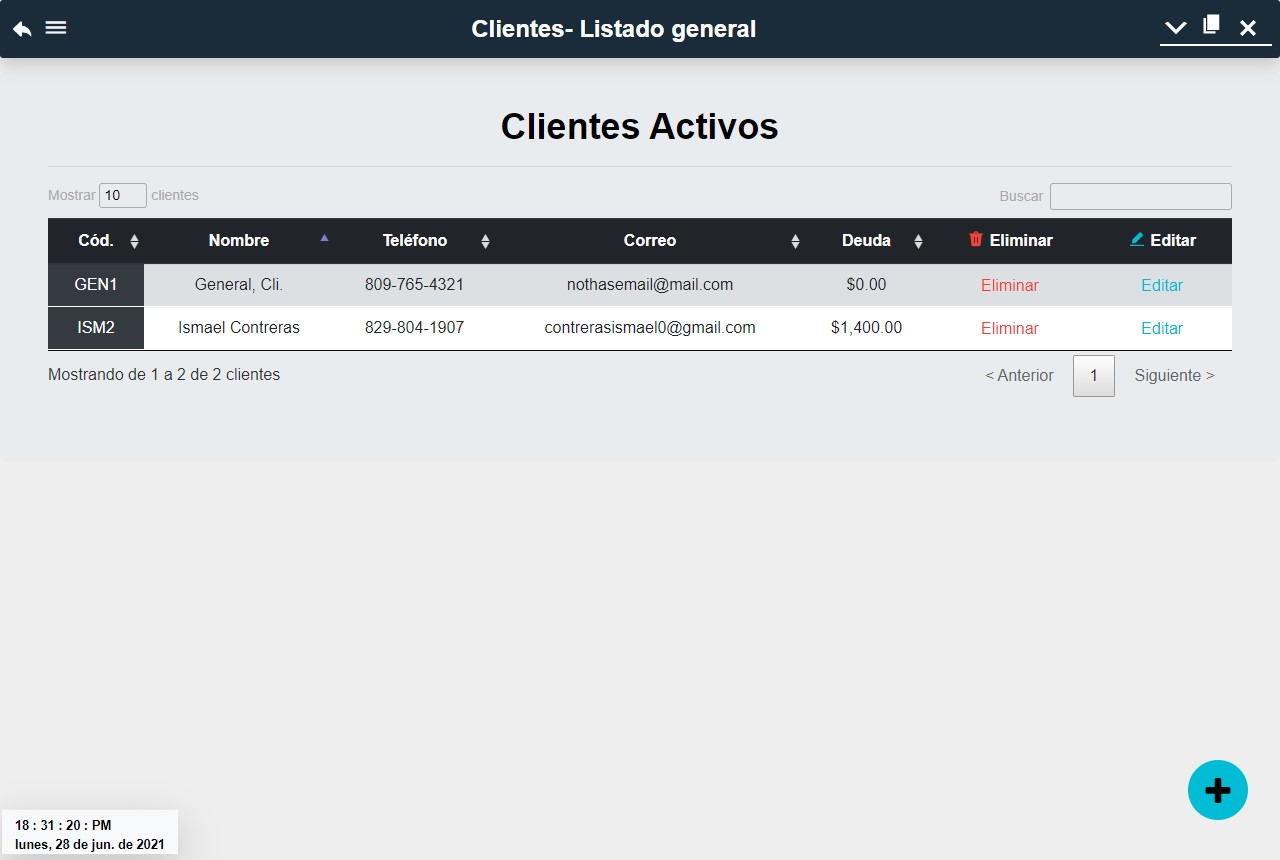 Clientes- Listado general
Clientes Activos
Mostrar 10 clientes Buscar
Cód. Nombre Teléfono Correo Deuda Eliminar Editar
GEN1 General, Cli. 809-765-4321 nothasemail@mail.com $0.00 Eliminar Editar
ISM2 Ismael Contreras 829-804-1907 contrerasismael0@gmail.com $1,400.00 Eliminar Editar
Mostrando de 1 a 2 de 2 clientes < Anterior 1 Siguiente >
18 : 31 : 20 : PM
lunes, 28 de jun. de 2021